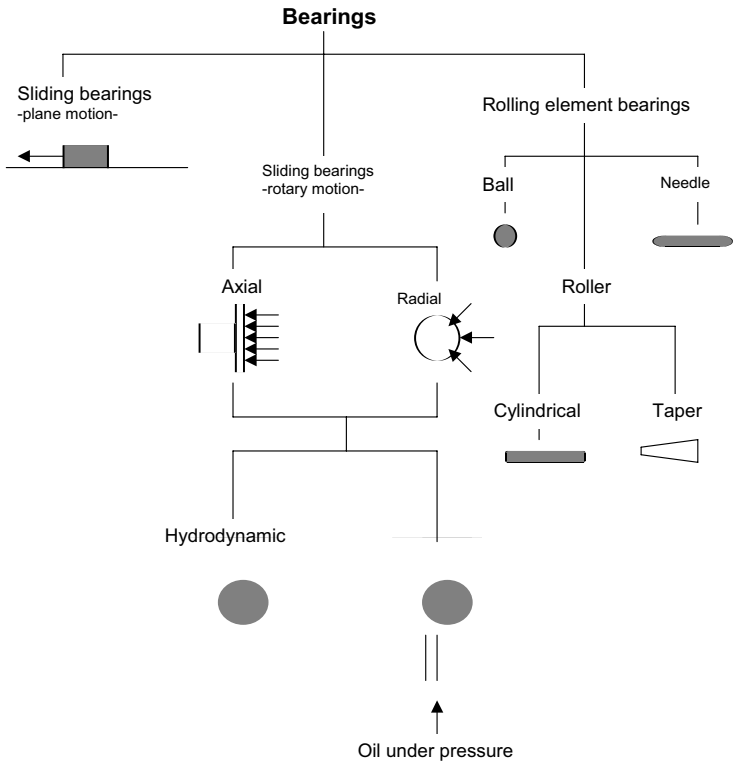 Bearings
Sliding bearings
-plane motion-
Rolling element bearings
Sliding bearings
-rotary motion-
Ball
Needle
Axial
Radial
Roller
Cylindrical
Taper
Hydrodynamic
Oil under pressure